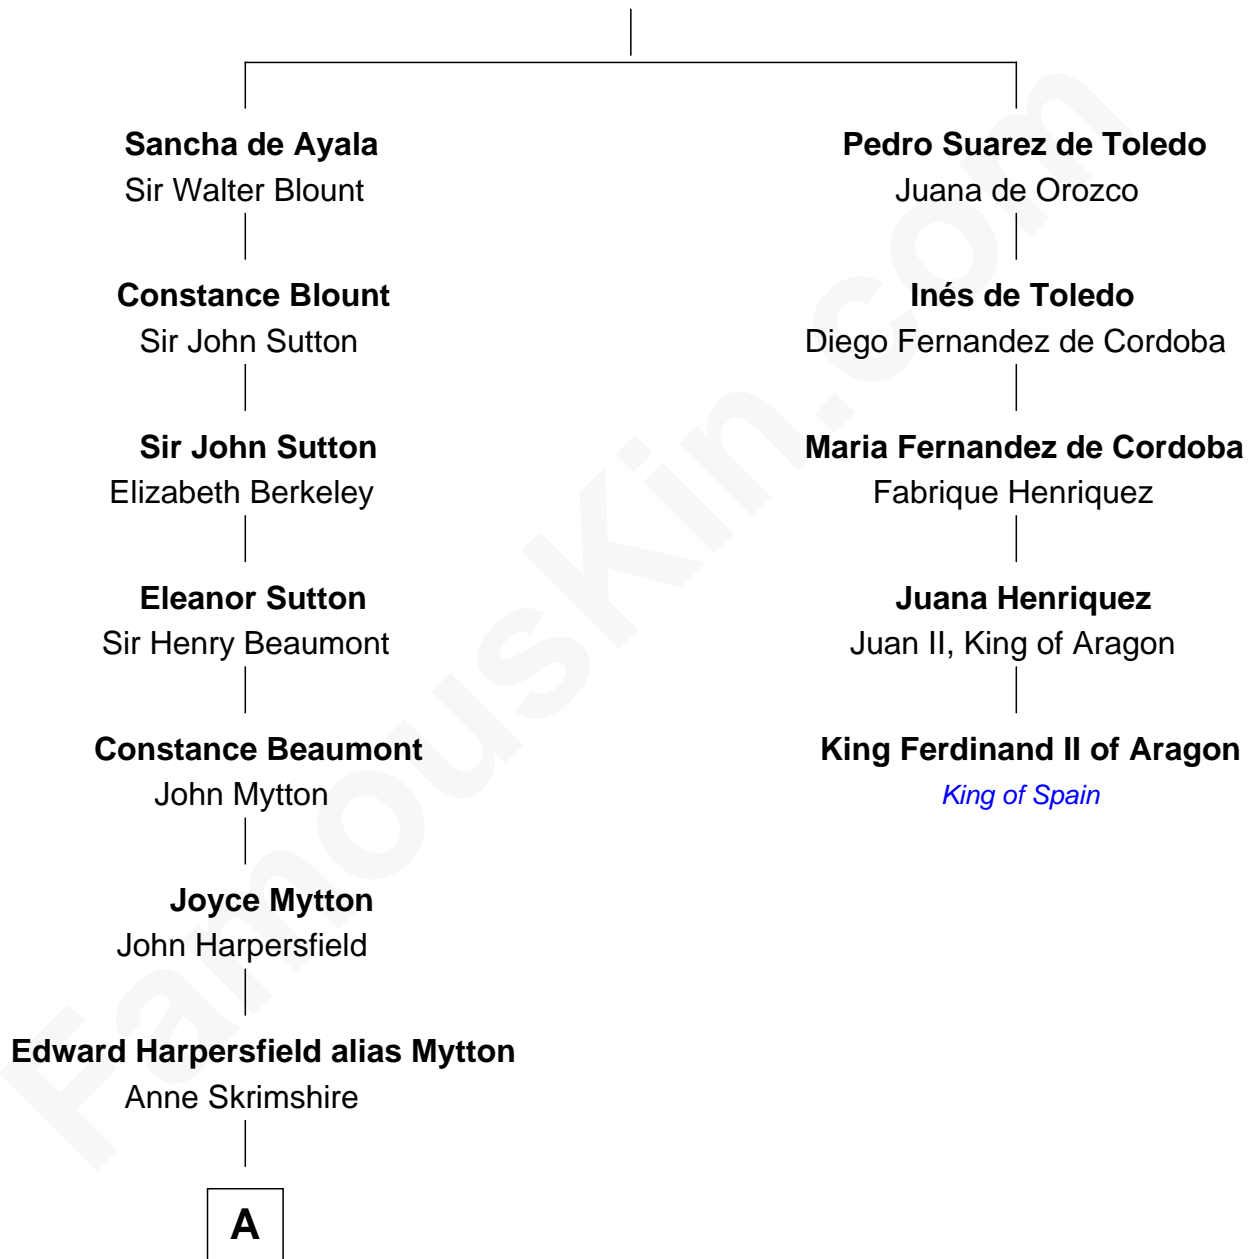 Sancha de Ayala
Sir Walter Blount
Constance Blount
Sir John Sutton
Sir John Sutton
Elizabeth Berkeley
Eleanor Sutton
Sir Henry Beaumont
Constance Beaumont
John Mytton
Joyce Mytton
John Harpersfield
Edward Harpersfield alias Mytton
Anne Skrimshire
A
Pedro Suarez de Toledo
Juana de Orozco
Inés de Toledo
Diego Fernandez de Cordoba
Maria Fernandez de Cordoba
Fabrique Henriquez
Juana Henriquez
Juan II, King of Aragon
King Ferdinand II of Aragon
King of Spain
FamousKin.com